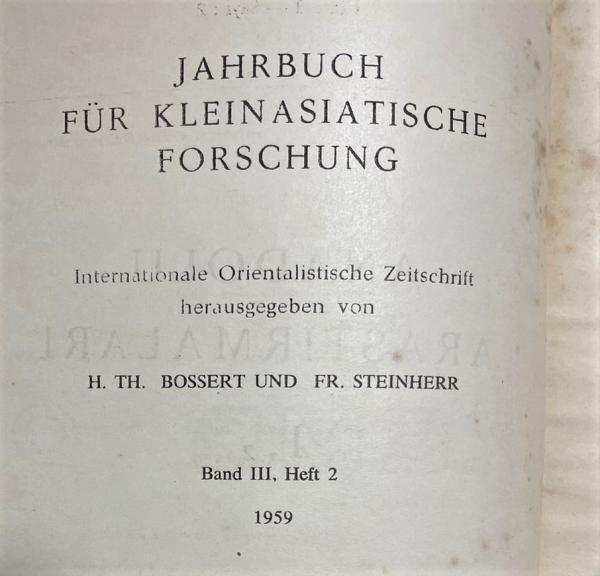 JAHRBUCH
FÜR KLEINASIATISCHE
FORSCHUNG
Internationale Orientalistische Zeitschrift
herausgegeben von
H. TH. BOSSERT UND FR. STEINHERR
Band III, Heft 2
1959